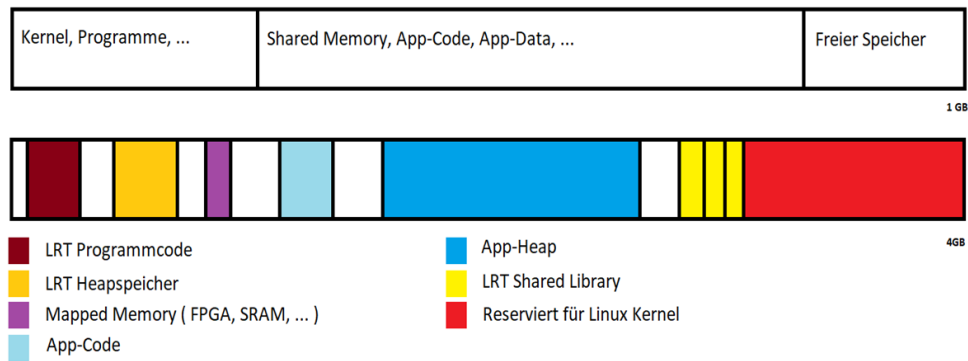 Kernel, Programme, ...
Shared Memory, App-Code, App-Data, ...
Freier Speicher
1 GB
4GB
LRT Programmcode
LRT Heapspeicher
Mapped Memory ( FPGA, SRAM, ... )
App-Code
App-Heap
LRT Shared Library
Reserviert für Linux Kernel